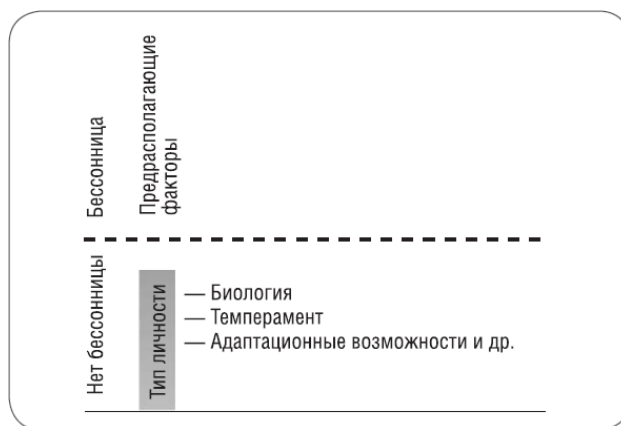 Бессонница
Предрасполагающие
факторы
Нет бессонницы
Тип личности
— Биология
— Темперамент
— Адаптационные возможности и др.